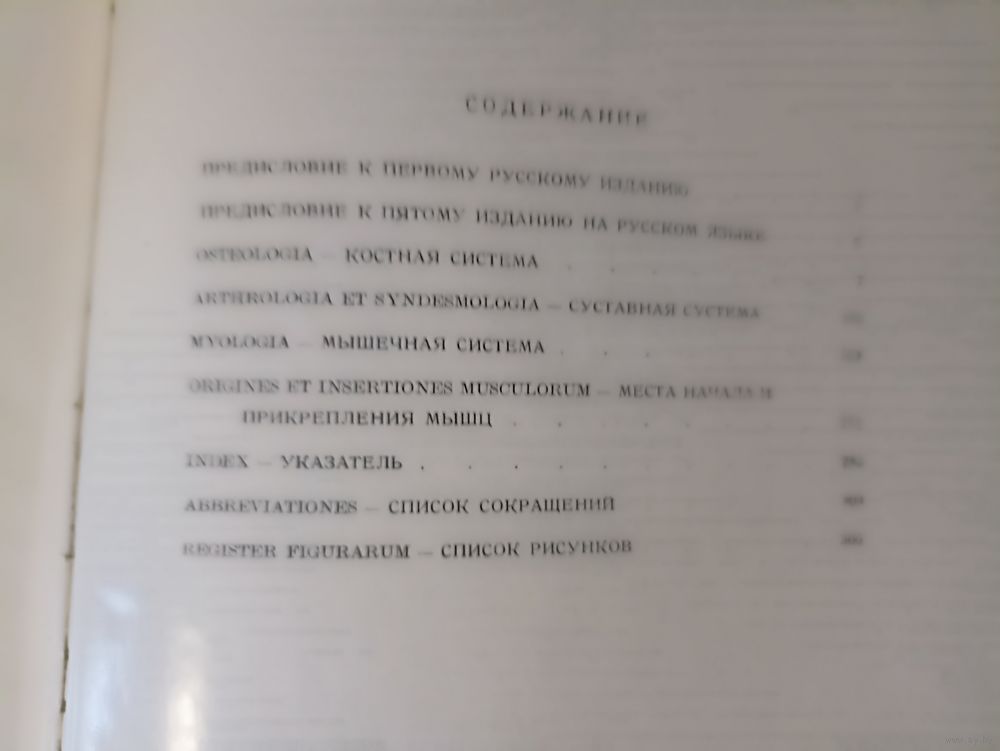 СОДЕРЖАНИЕ
ПРЕДИСЛОВИЕ К ПЕРВОМУ РУССКОМУ ИЗДАНИЮ
ПРЕДИСЛОВИЕ К ПЯТОМУ ИЗДАНИЮ НА РУССКОМ ЯЗЫКЕ
OSTEOLOGIA — КОСТНАЯ СИСТЕМА . . .
ARTHROLOGIA ET SYNDESMOLOGIA — СУСТАВНАЯ СИСТЕМА
MYOLOGIA — МЫШЕЧНАЯ СИСТЕМА . . .
ORIGINES ET INSERTIONES MUSCULORUM — МЕСТА НАЧАЛА И
ПРИКРЕПЛЕНИЯ МЫШЦ . . . . .
INDEX — УКАЗАТЕЛЬ . . . . .
ABBREVIATIONES — СПИСОК СОКРАЩЕНИЙ
REGISTER FIGURARUM — СПИСОК РИСУНКОВ